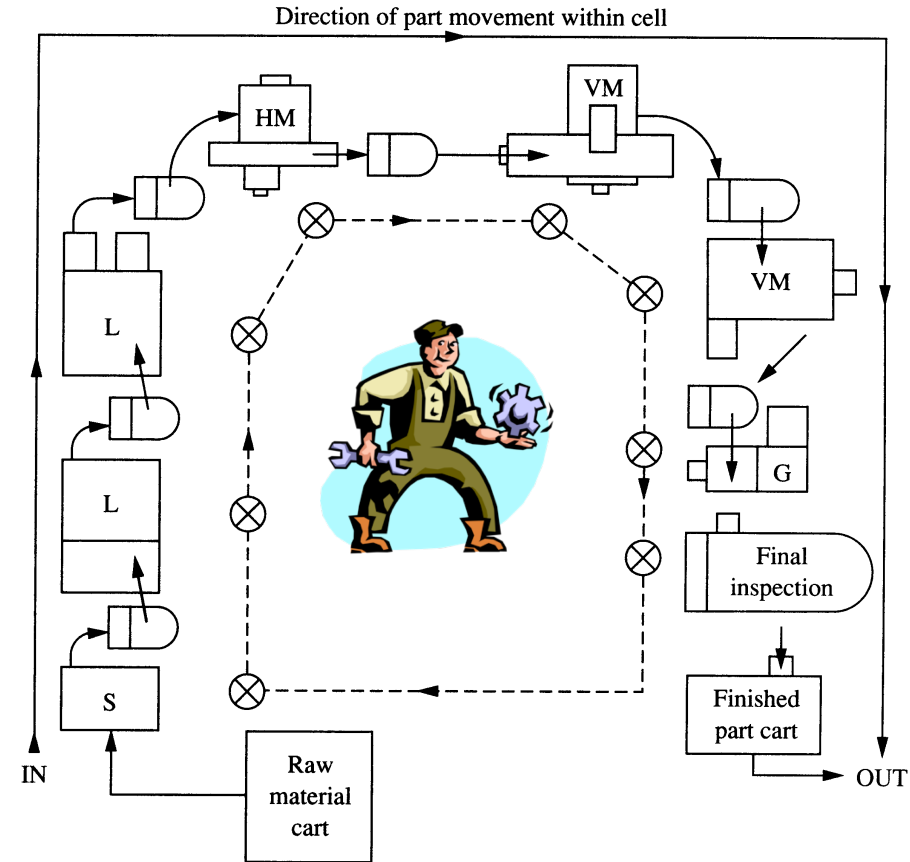 Direction of part movement within cell
HM
VM
L
VM
L
G
Final
inspection
S
Finished
part cart
IN
Raw
material
cart
OUT